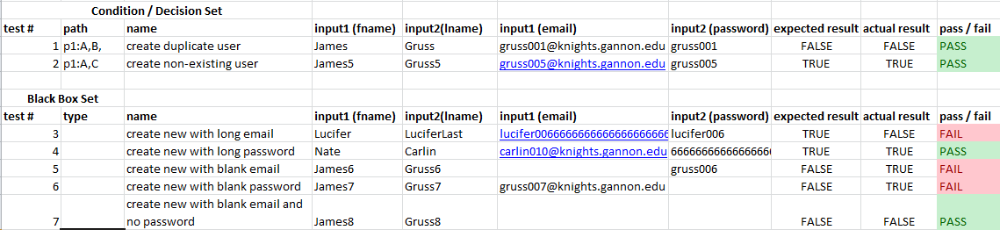 Condition / Decision Set
test # path name input1 (fname) input2(lname) input1 (email) input2 (password) expected result actual result pass / fail
1 p1:A,B, create duplicate user James Gruss gruss001@knights.gannon.edu gruss001 FALSE FALSE PASS
2 p1:A,C create non-existing user James5 Gruss5 gruss005@knights.gannon.edu gruss005 TRUE TRUE PASS
Black Box Set
test # type name input1 (fname) input2(lname) input1 (email) input2 (password) expected result actual result pass / fail
3 create new with long email Lucifer LuciferLast lucifer006 TRUE FALSE FAIL
4 create new with long password Nate Carlin carlin010@knights.gannon.edu TRUE TRUE PASS
5 create new with blank email James6 Gruss6 gruss006 FALSE TRUE FAIL
6 create new with blank password James7 Gruss7 gruss007@knights.gannon.edu FALSE TRUE FAIL
create new with blank email and
7 no password James8 Gruss8 FALSE FALSE PASS